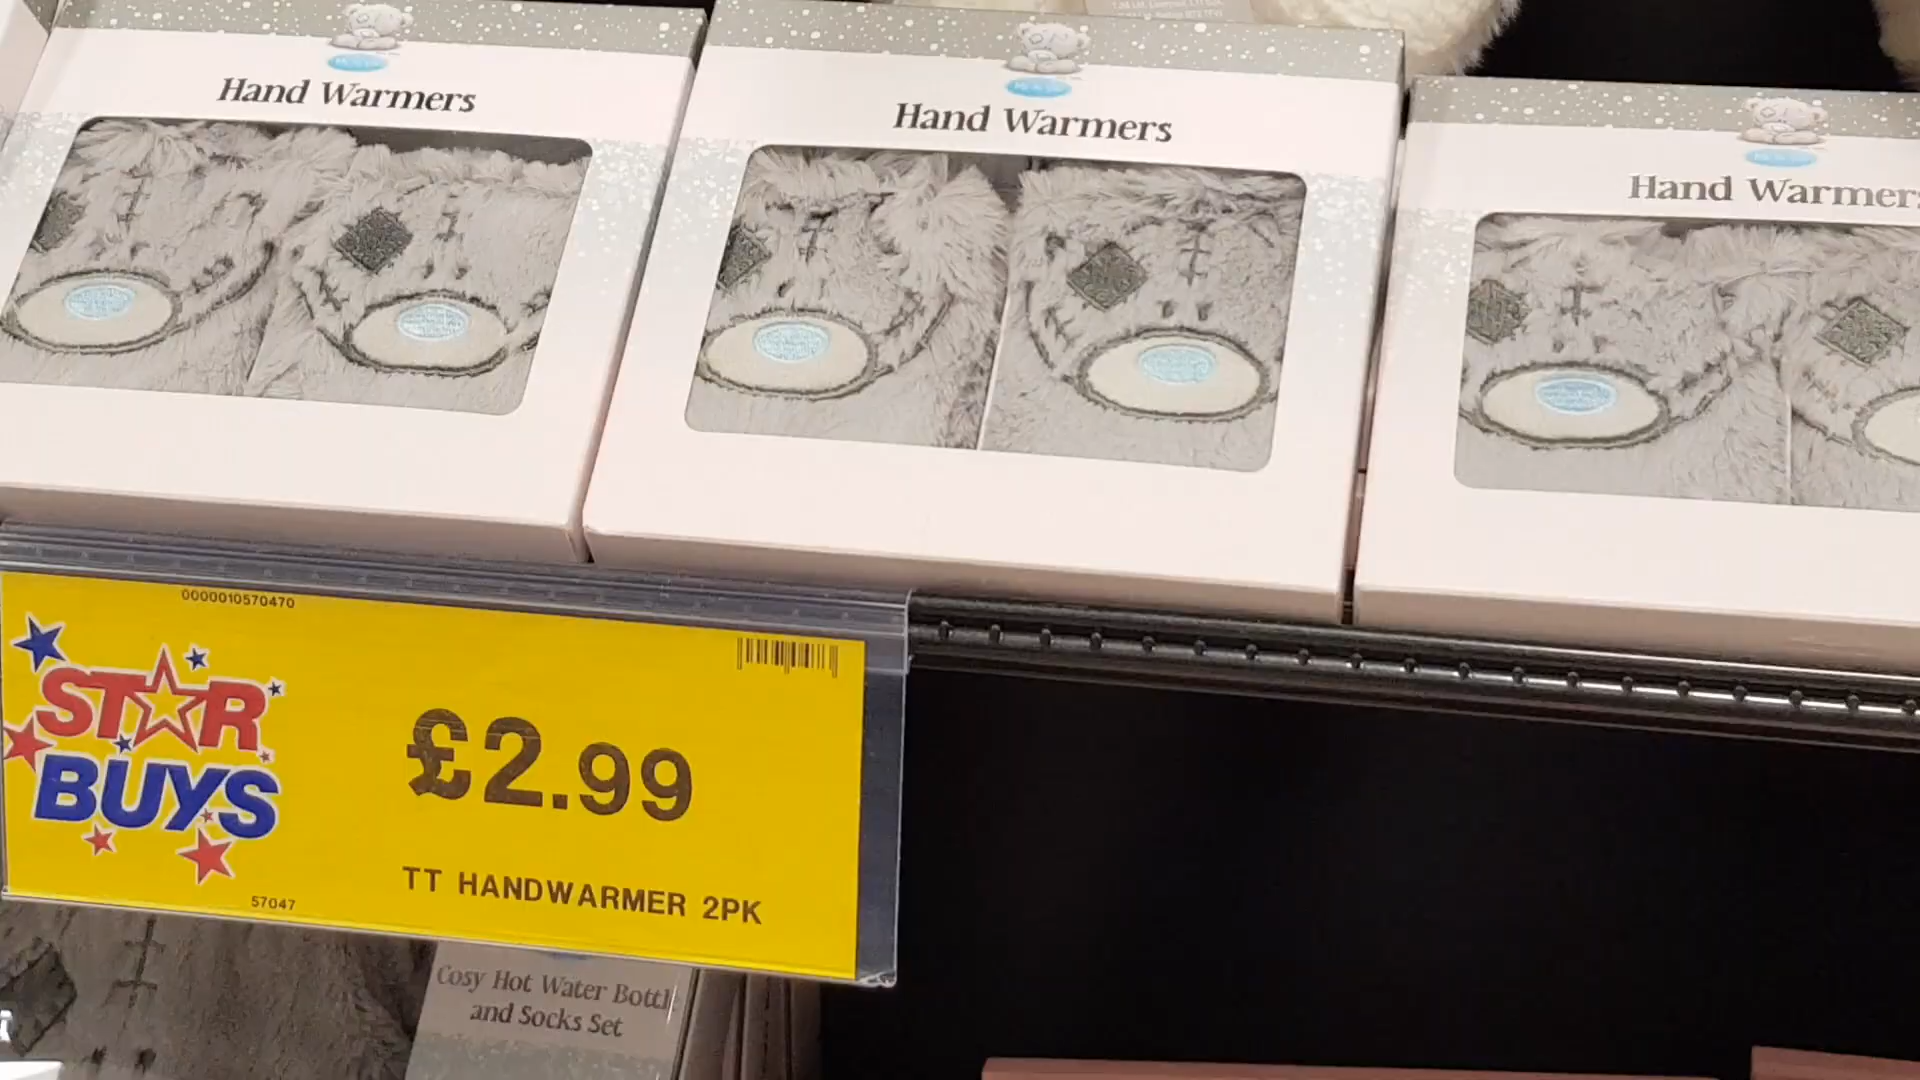 Hand Warmers
Hand Warmers
Hand Warmers
0000010570470
STAR
BUYS
£2.99
TT HANDWARMER 2PK
57047
Cosy Hot Water Bottl
and Socks Set